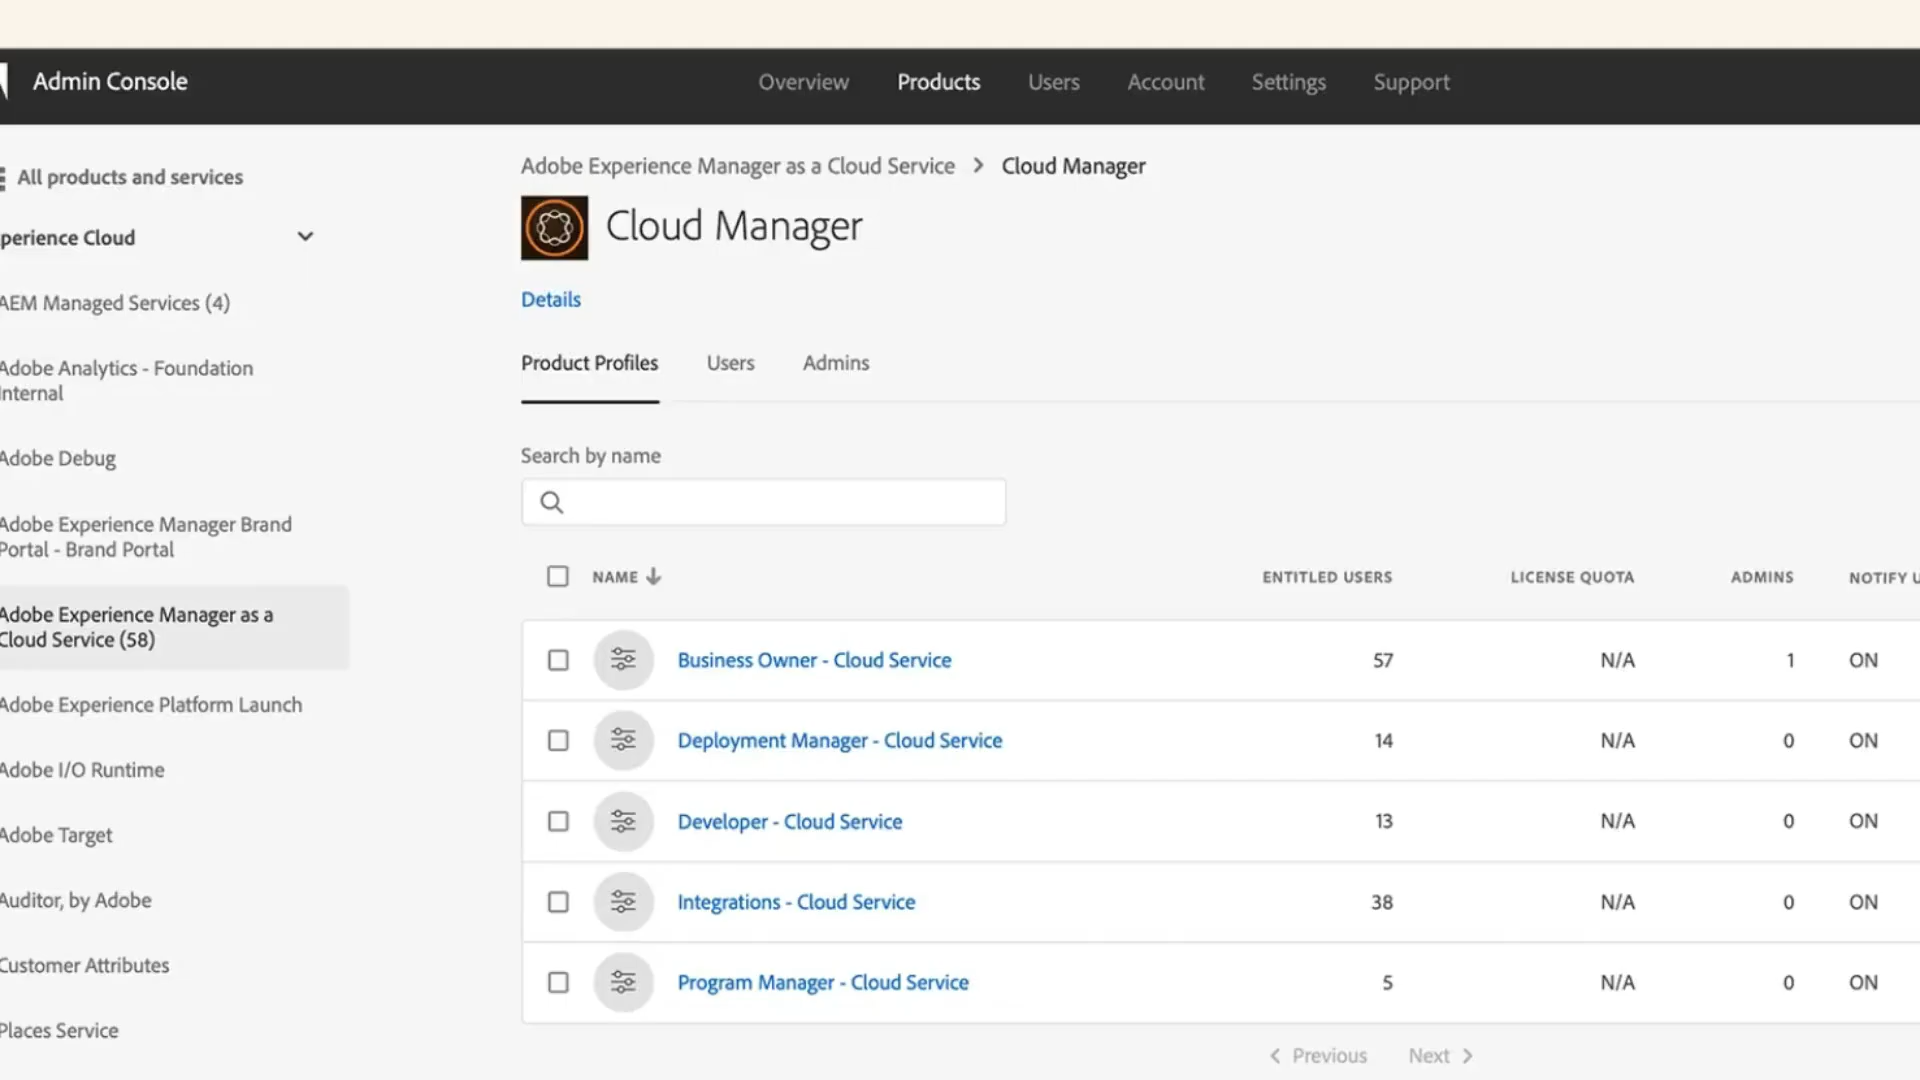 Admin Console
Overview Products Users Account Settings Support
All products and services
perience Cloud
AEM Managed Services (4)
Adobe Analytics - Foundation
Internal
Adobe Debug
Adobe Experience Manager Brand
Portal - Brand Portal
Adobe Experience Manager as a
Cloud Service (58)
Adobe Experience Platform Launch
Adobe I/O Runtime
Adobe Target
Auditor, by Adobe
Customer Attributes
Places Service
Adobe Experience Manager as a Cloud Service > Cloud Manager
Cloud Manager
Details
Product Profiles Users Admins
Search by name
NAME ENTITLED USERS LICENSE QUOTA ADMINS NOTIFY U
Business Owner - Cloud Service 57 N/A 1 ON
Deployment Manager - Cloud Service 14 N/A 0 ON
Developer - Cloud Service 13 N/A 0 ON
Integrations - Cloud Service 38 N/A 0 ON
Program Manager - Cloud Service 5 N/A 0 ON
Previous Next